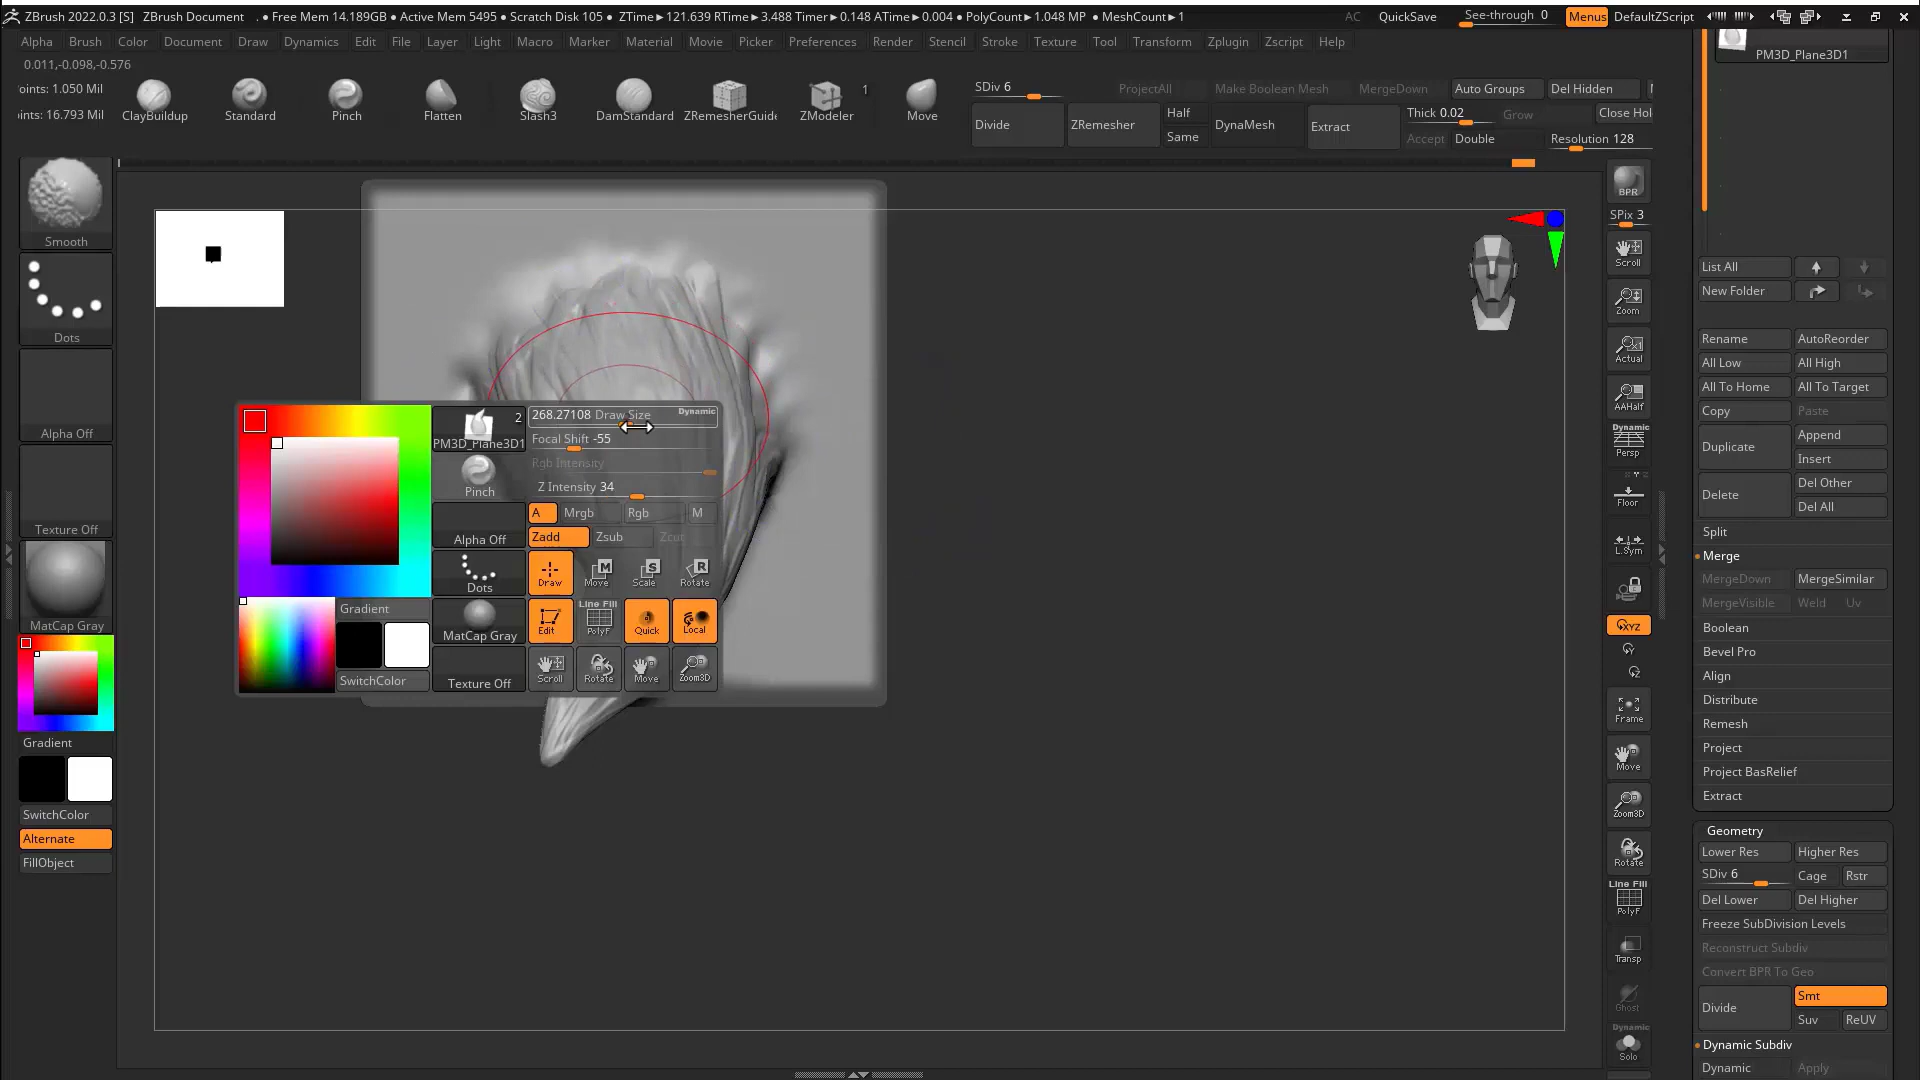 ZBrush 2022.0.3 [S] ZBrush Document . • Free Mem 14.189GB • Active Mem 5495 • Scratch Disk 105 • ZTime►121.639 RTime►3.488 Timer►0.148 ATime►0.004 • PolyCount►1.048 MP • MeshCount►1 AC QuickSave See-through 0 Menus DefaultZScript
Alpha Brush Color Document Draw Dynamics Edit File Layer Light Macro Marker Material Movie Picker Preferences Render Stencil Stroke Texture Tool Transform Zplugin Zscript Help
PM3D_Plane3D1
0.011,-0.098,-0.576
oints: 1.050 Mil
ints: 16.793 Mil
ClayBuildup Standard Pinch Flatten Slash3 DamStandard ZRemesherGuide ZModeler 1 Move
SDiv 6 ProjectAll Make Boolean Mesh MergeDown Auto Groups Del Hidden
Divide ZRemesher Half Same DynaMesh Extract Thick 0.02 Grow Close Hol
Accept Double Resolution 128
Smooth
Dots
Alpha Off
Texture Off
MatCap Gray
Gradient
SwitchColor
Alternate
FillObject
PM3D_Plane3D1 2
268.27108 Draw Size Dynamic
Focal Shift -55
Rgb Intensity
Pinch
Z Intensity 34
A Mrgb Rgb M
Alpha Off
Zadd Zsub Zcut
Dots
Draw Move M Scale S Rotate R
Gradient
MatCap Gray
Edit Line Fill PolyF Quick Local
SwitchColor
Texture Off
Scroll Rotate Move Zoom3D
BPR
SPix 3
Scroll
Zoom
Actual
AAHalf
Dynamic
Persp
Floor
L.Sym
XYZ
Frame
Move
Zoom3D
Rotate
Line Fill
PolyF
Transp
Ghost
Dynamic
Solo
List All
New Folder
Rename AutoReorder
All Low All High
All To Home All To Target
Copy Paste
Duplicate Append
Insert
Delete Del Other
Del All
Split
Merge
MergeDown MergeSimilar
MergeVisible Weld Uv
Boolean
Bevel Pro
Align
Distribute
Remesh
Project
Project BasRelief
Extract
Geometry
Lower Res Higher Res
SDiv 6 Cage Rstr
Del Lower Del Higher
Freeze SubDivision Levels
Reconstruct Subdiv
Convert BPR To Geo
Divide Smt
Suv ReUV
Dynamic Subdiv
Dynamic Apply